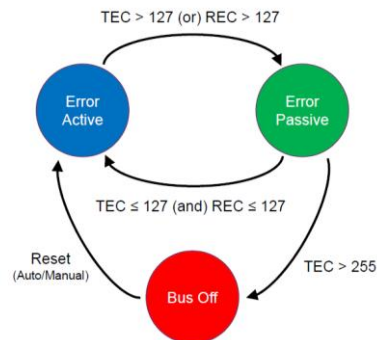 TEC > 127 (or) REC > 127
Error
Active
Error
Passive
TEC ≤ 127 (and) REC ≤ 127
Reset
(Auto/Manual)
TEC > 255
Bus Off